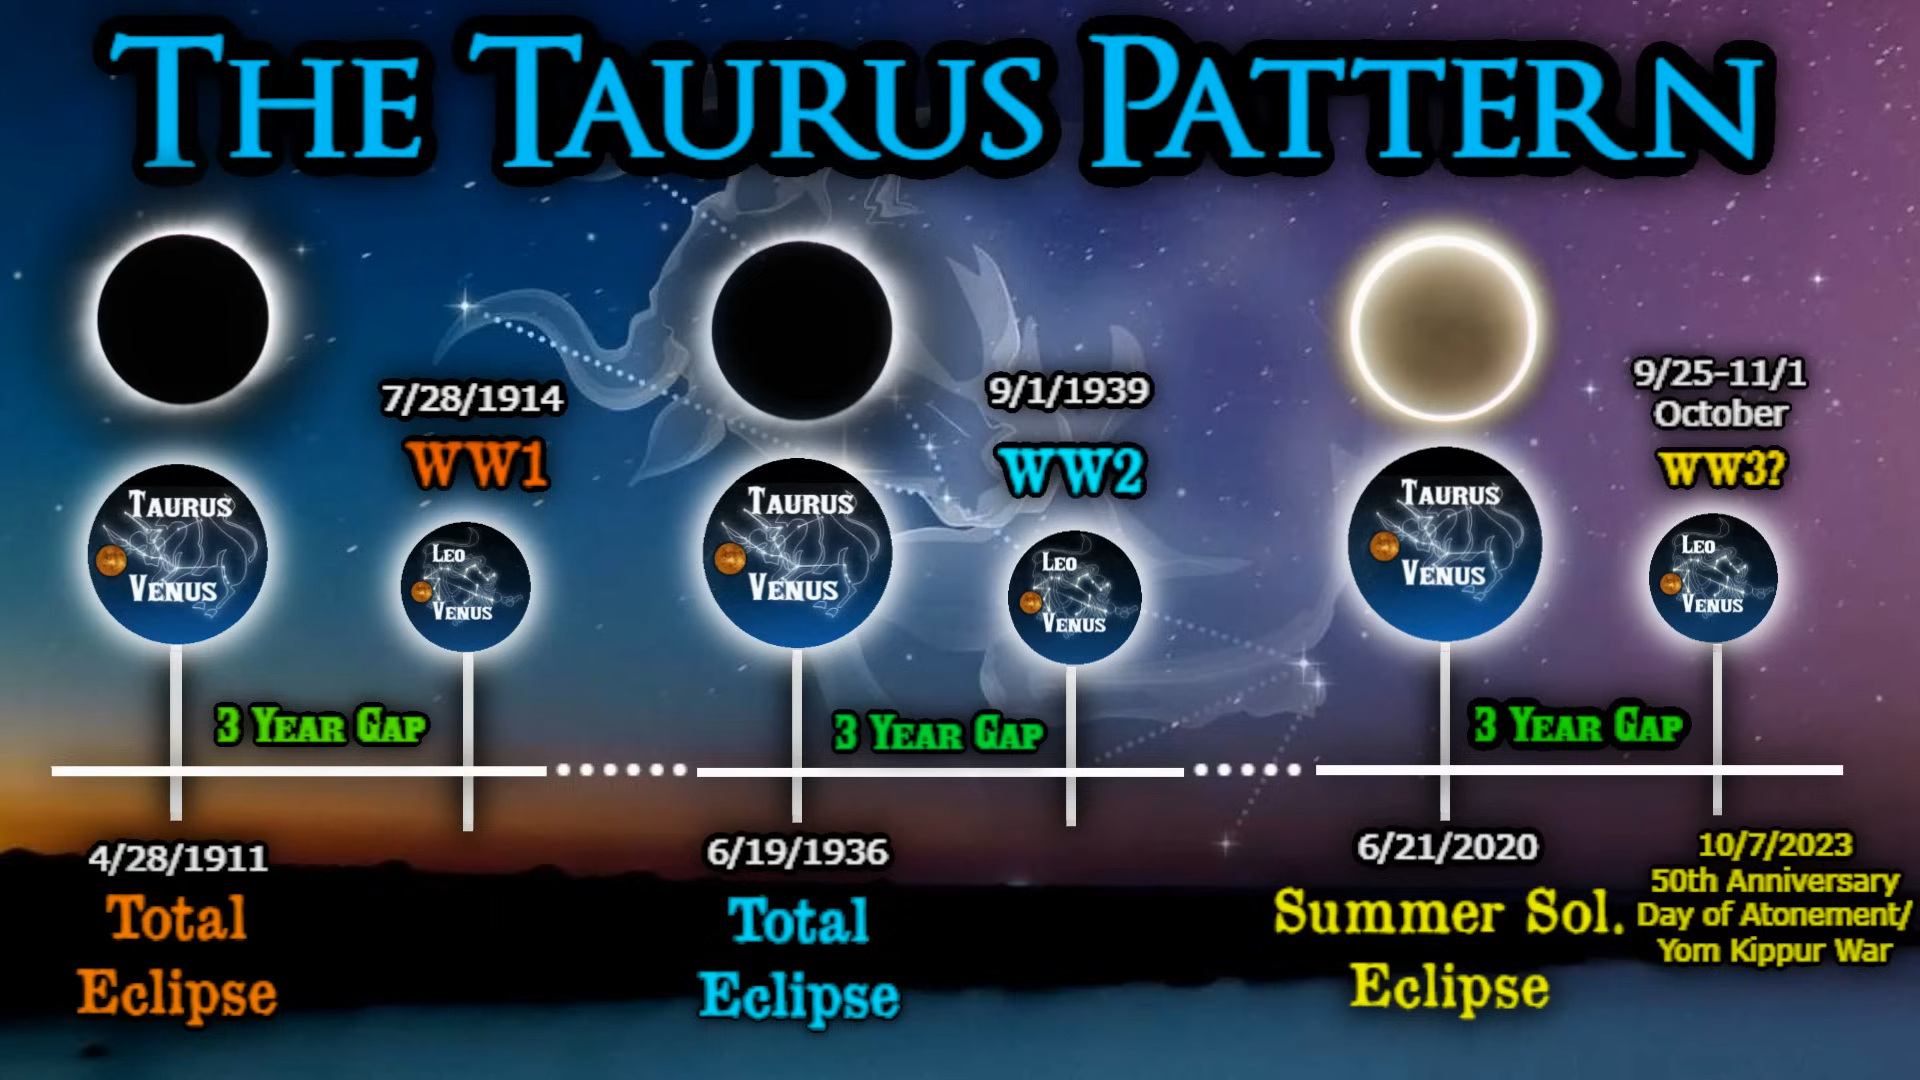 The Taurus Pattern
7/28/1914
WW1
9/1/1939
WW2
9/25-11/1
October
WW3?
Taurus
Venus
Leo
Venus
Taurus
Venus
Leo
Venus
Taurus
Venus
Leo
Venus
3 Year Gap
3 Year Gap
3 Year Gap
4/28/1911
Total
Eclipse
6/19/1936
Total
Eclipse
6/21/2020
Summer Sol.
Eclipse
10/7/2023
50th Anniversary
Day of Atonement/
Yom Kippur War